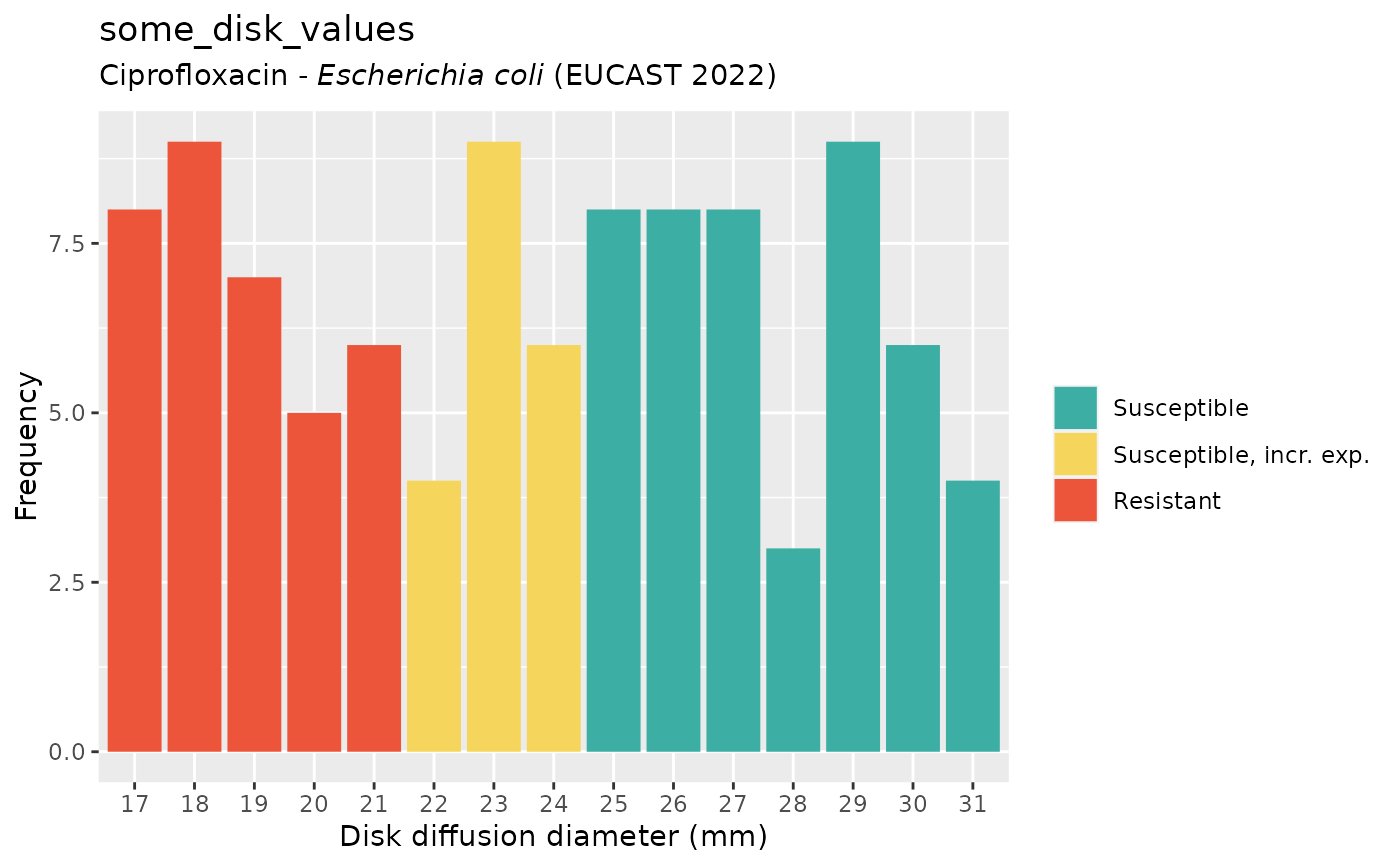 some_disk_values
Ciprofloxacin - Escherichia coli (EUCAST 2022)
Frequency
7.5
5.0
2.5
0.0
17 18 19 20 21 22 23 24 25 26 27 28 29 30 31
Disk diffusion diameter (mm)
Susceptible
Susceptible, incr. exp.
Resistant